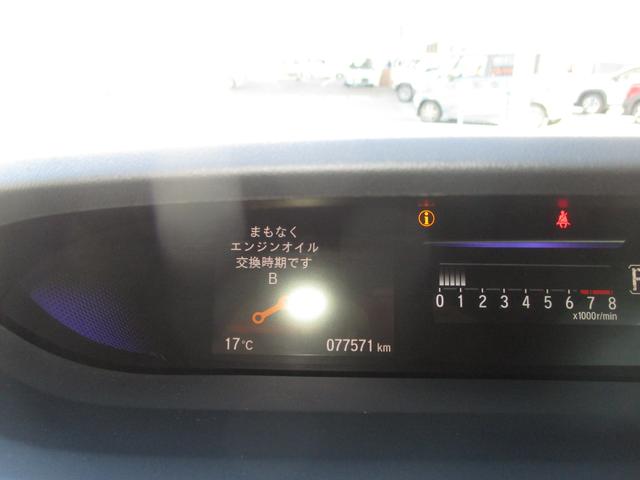 まもなく
エンジンオイル
交換時期です
B
17℃ 077571 km
i
0 1 2 3 4 5 6 7 8
x1000r/min
P